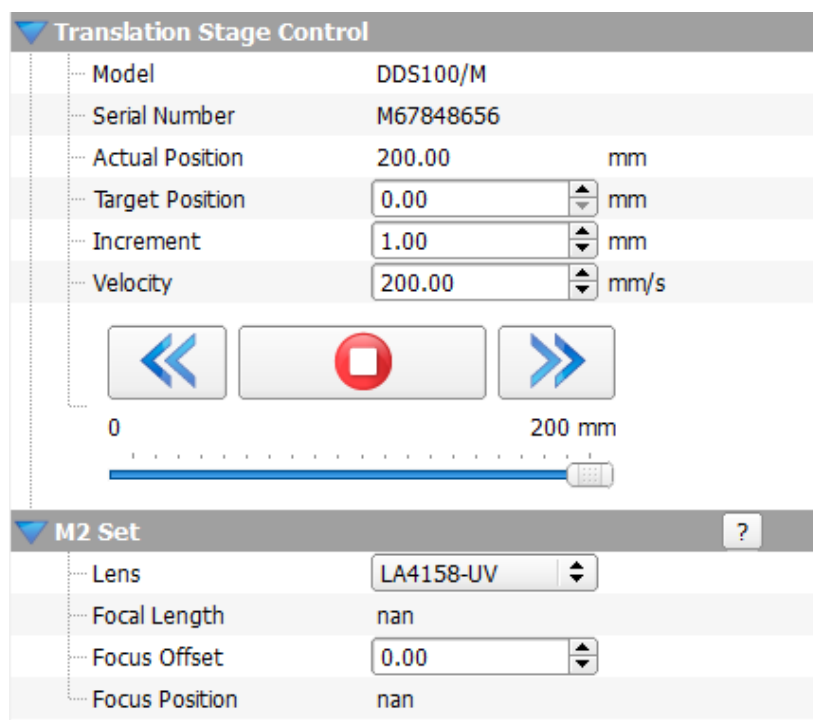 Translation Stage Control
Model DDS100/M
Serial Number M67848656
Actual Position 200.00 mm
Target Position 0.00 mm
Increment 1.00 mm
Velocity 200.00 mm/s
0 200 mm
M2 Set ?
Lens LA4158-UV
Focal Length nan
Focus Offset 0.00
Focus Position nan